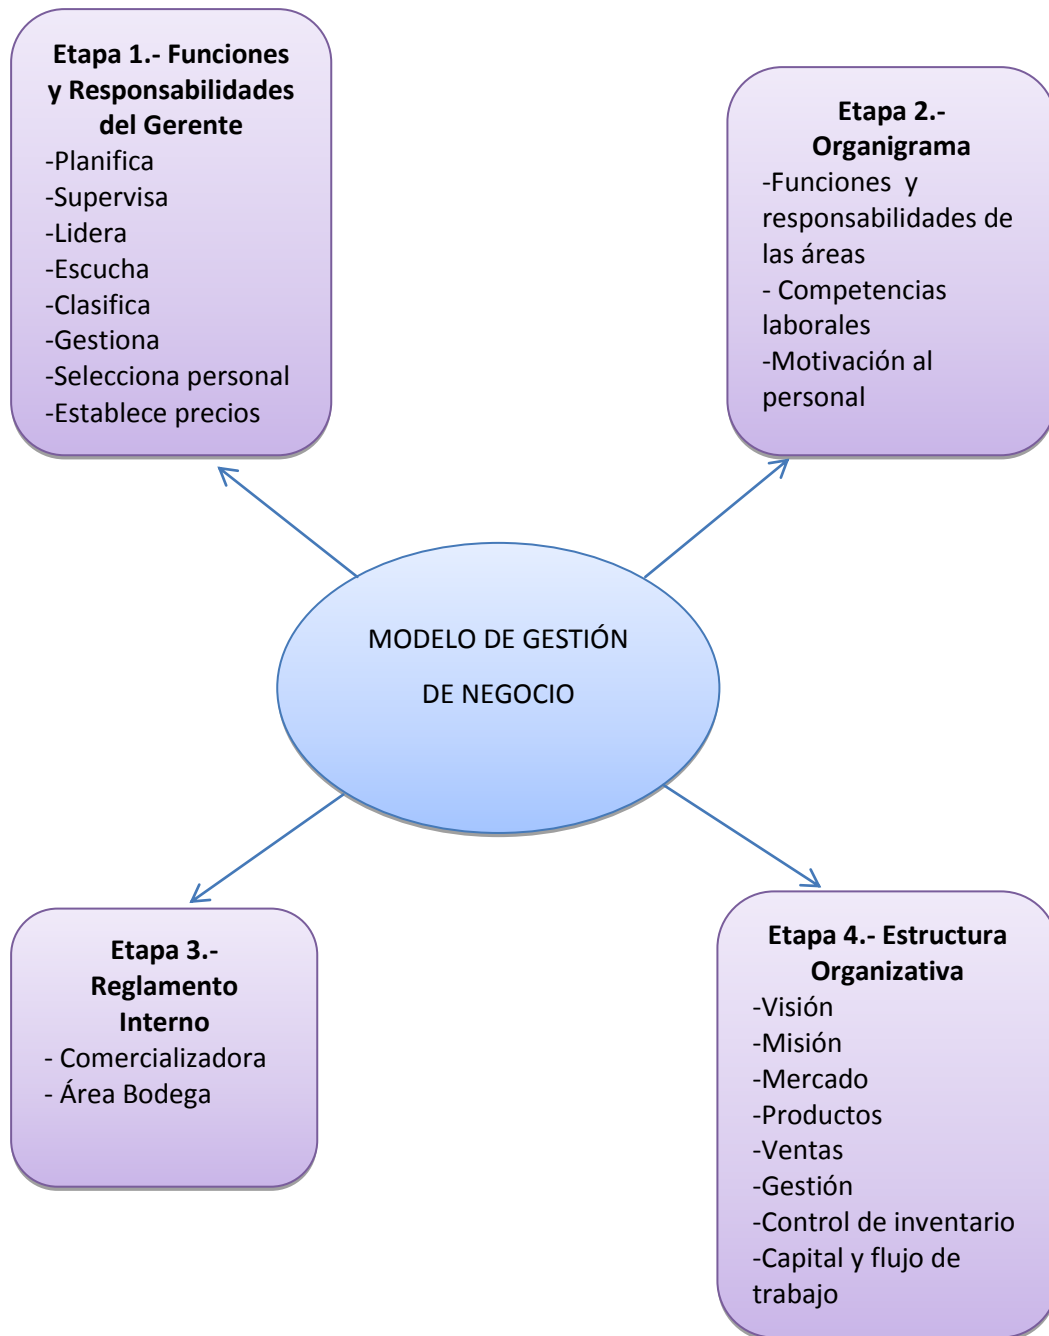 Etapa 1.- Funciones
y Responsabilidades
del Gerente
-Planifica
-Supervisa
-Lidera
-Escucha
-Clasifica
-Gestiona
-Selecciona personal
-Establece precios
Etapa 2.-
Organigrama
-Funciones y
responsabilidades de
las áreas
- Competencias
laborales
-Motivación al
personal
MODELO DE GESTIÓN
DE NEGOCIO
Etapa 3.-
Reglamento
Interno
- Comercializadora
- Área Bodega
Etapa 4.- Estructura
Organizativa
-Visión
-Misión
-Mercado
-Productos
-Ventas
-Gestión
-Control de inventario
-Capital y flujo de
trabajo